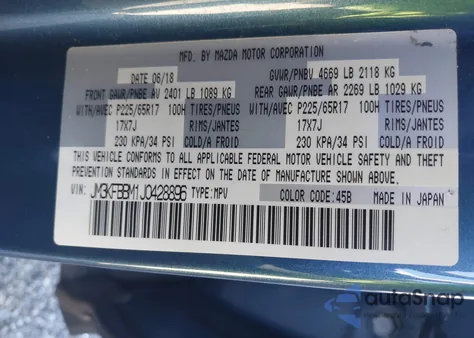 MFD. BY MAZDA MOTOR CORPORATION
DATE 06/18 GVWR/PNBV 4669 LB 2118 KG
FRONT GAWR/PNBE AV 2401 LB 1089 KG REAR GAWR/PNBE AR 2269 LB 1029 KG
WITH/AVEC P225/65R17 100H TIRES/PNEUS WITH/AVEC P225/65R17 100H TIRES/PNEUS
17X7J RIMS/JANTES 17X7J RIMS/JANTES
230 KPA/34 PSI COLD/A FROID 230 KPA/34 PSI COLD/A FROID
THIS VEHICLE CONFORMS TO ALL APPLICABLE FEDERAL MOTOR VEHICLE SAFETY AND THEFT
PREVENTION STANDARDS IN EFFECT ON THE DATE OF MANUFACTURE SHOWN ABOVE.
VIN: JM3KFBBM1J0428896 TYPE:MPV COLOR CODE:45B MADE IN JAPAN
autoSnap